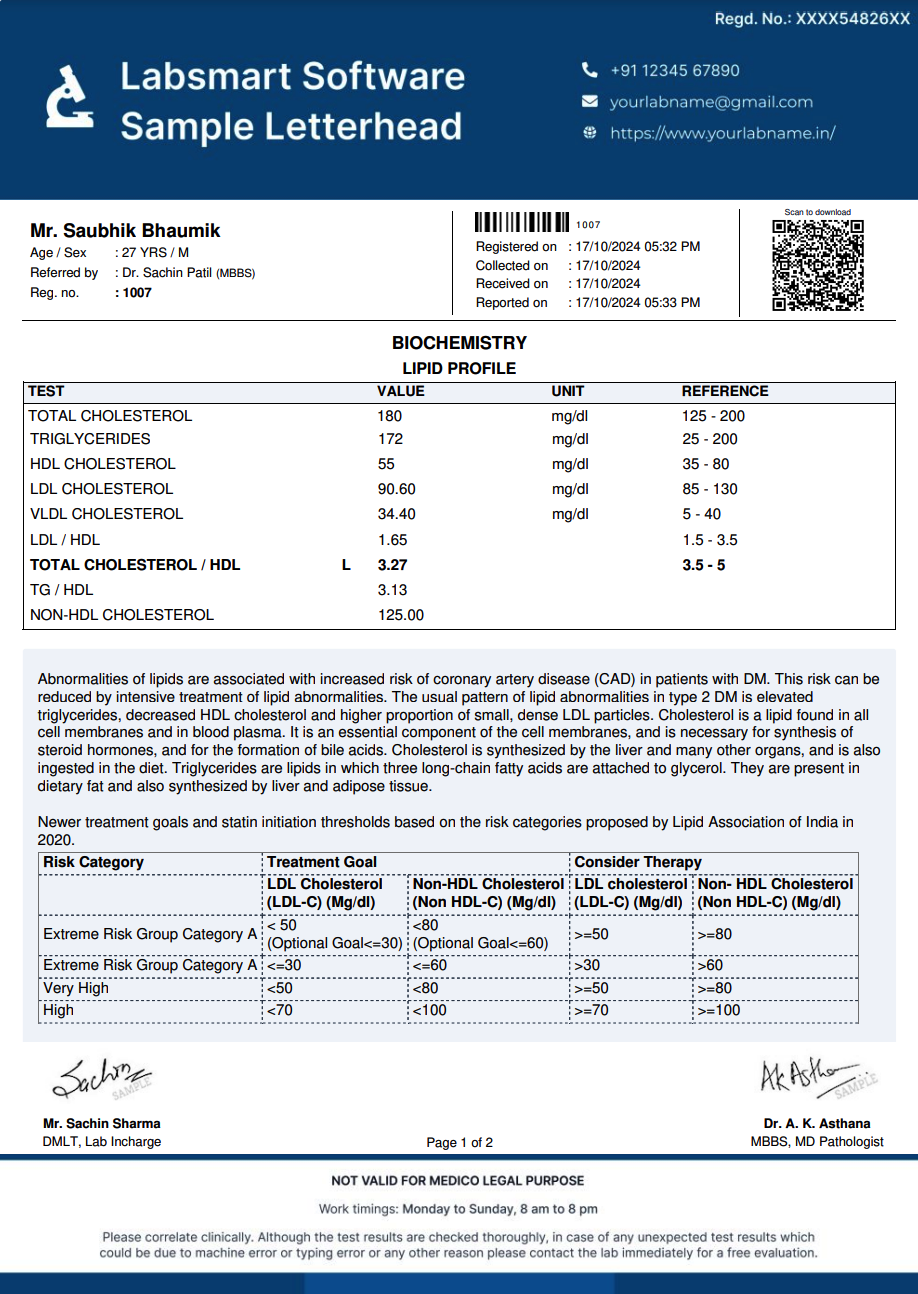 Regd. No.: XXXX54826XX
Labsmart Software
Sample Letterhead
+91 12345 67890
yourlabname@gmail.com
https://www.yourlabname.in/
Mr. Saubhik Bhaumik
Age / Sex : 27 YRS / M
Referred by : Dr. Sachin Patil (MBBS)
Reg. no. : 1007
1007
Registered on : 17/10/2024 05:32 PM
Collected on : 17/10/2024
Received on : 17/10/2024
Reported on : 17/10/2024 05:33 PM
Scan to download
BIOCHEMISTRY
LIPID PROFILE
TEST VALUE UNIT REFERENCE
TOTAL CHOLESTEROL 180 mg/dl 125 - 200
TRIGLYCERIDES 172 mg/dl 25 - 200
HDL CHOLESTEROL 55 mg/dl 35 - 80
LDL CHOLESTEROL 90.60 mg/dl 85 - 130
VLDL CHOLESTEROL 34.40 mg/dl 5 - 40
LDL / HDL 1.65 1.5 - 3.5
TOTAL CHOLESTEROL / HDL L 3.27 3.5 - 5
TG / HDL 3.13
NON-HDL CHOLESTEROL 125.00
Abnormalities of lipids are associated with increased risk of coronary artery disease (CAD) in patients with DM. This risk can be
reduced by intensive treatment of lipid abnormalities. The usual pattern of lipid abnormalities in type 2 DM is elevated
triglycerides, decreased HDL cholesterol and higher proportion of small, dense LDL particles. Cholesterol is a lipid found in all
cell membranes and in blood plasma. It is an essential component of the cell membranes, and is necessary for synthesis of
steroid hormones, and for the formation of bile acids. Cholesterol is synthesized by the liver and many other organs, and is also
ingested in the diet. Triglycerides are lipids in which three long-chain fatty acids are attached to glycerol. They are present in
dietary fat and also synthesized by liver and adipose tissue.
Newer treatment goals and statin initiation thresholds based on the risk categories proposed by Lipid Association of India in
2020.
Risk Category Treatment Goal Consider Therapy
LDL Cholesterol Non-HDL Cholesterol LDL cholesterol Non- HDL Cholesterol
(LDL-C) (Mg/dl) (Non HDL-C) (Mg/dl) (LDL-C) (Mg/dl) (Non HDL-C) (Mg/dl)
Extreme Risk Group Category A < 50 (Optional Goal<=30) <80 (Optional Goal<=60) >=50 >=80
Extreme Risk Group Category A <=30 <=60 >30 >60
Very High <50 <80 >=50 >=80
High <70 <100 >=70 >=100
Sachin
SAMPLE
Ak Asthan
SAMPLE
Mr. Sachin Sharma
DMLT, Lab Incharge
Page 1 of 2
Dr. A. K. Asthana
MBBS, MD Pathologist
NOT VALID FOR MEDICO LEGAL PURPOSE
Work timings: Monday to Sunday, 8 am to 8 pm
Please correlate clinically. Although the test results are checked thoroughly, in case of any unexpected test results which
could be due to machine error or typing error or any other reason please contact the lab immediately for a free evaluation.